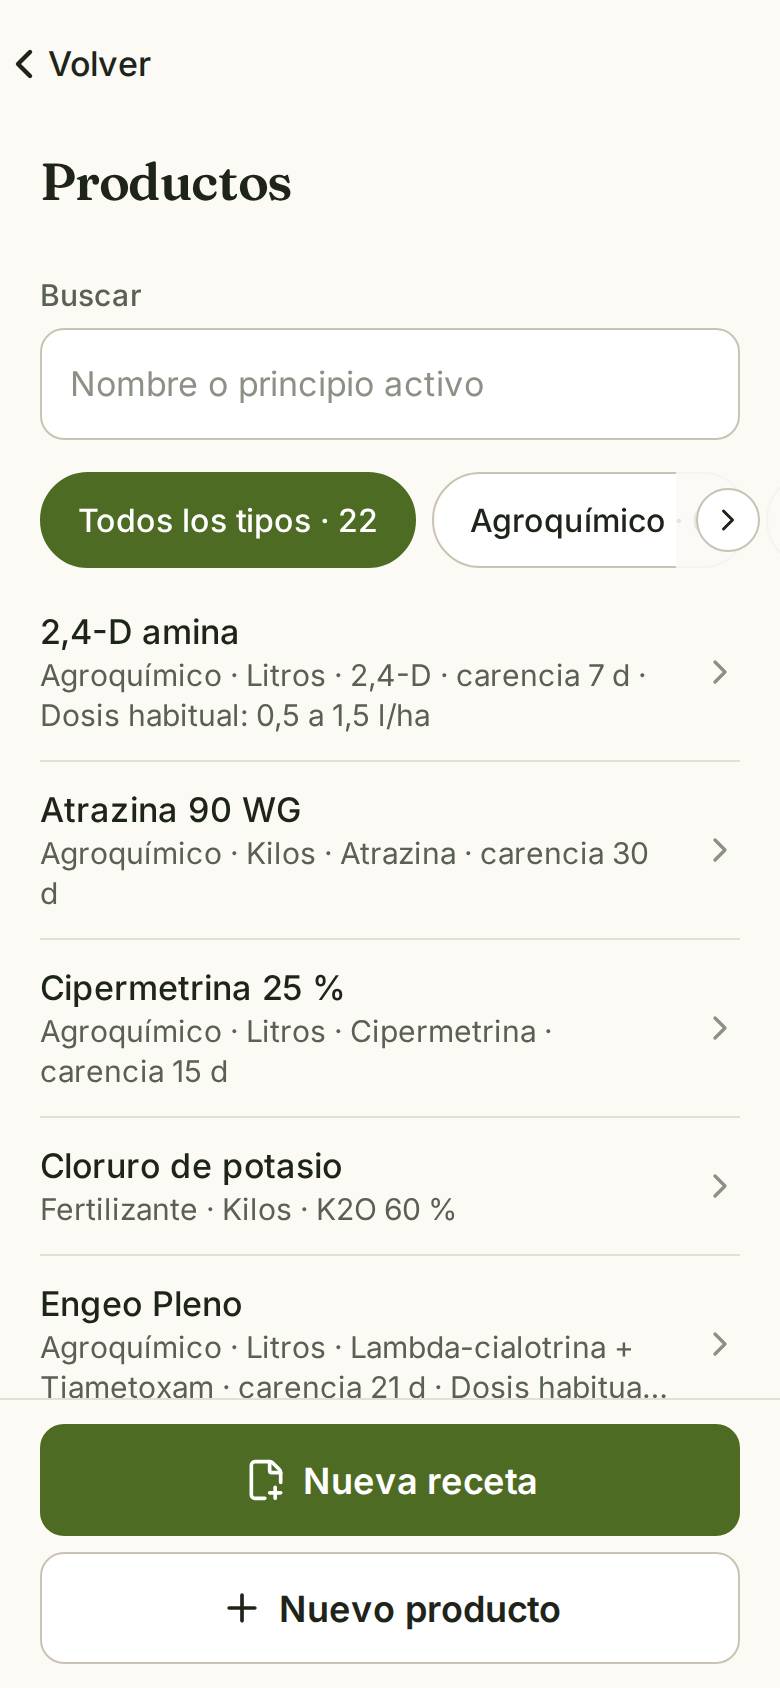 Volver
Productos
Buscar
Nombre o principio activo
Todos los tipos · 22
Agroquímico ·
2,4-D amina
Agroquímico · Litros · 2,4-D · carencia 7 d ·
Dosis habitual: 0,5 a 1,5 l/ha
Atrazina 90 WG
Agroquímico · Kilos · Atrazina · carencia 30
d
Cipermetrina 25 %
Agroquímico · Litros · Cipermetrina ·
carencia 15 d
Cloruro de potasio
Fertilizante · Kilos · K2O 60 %
Engeo Pleno
Agroquímico · Litros · Lambda-cialotrina +
Tiametoxam · carencia 21 d · Dosis habitua...
Nueva receta
Nuevo producto